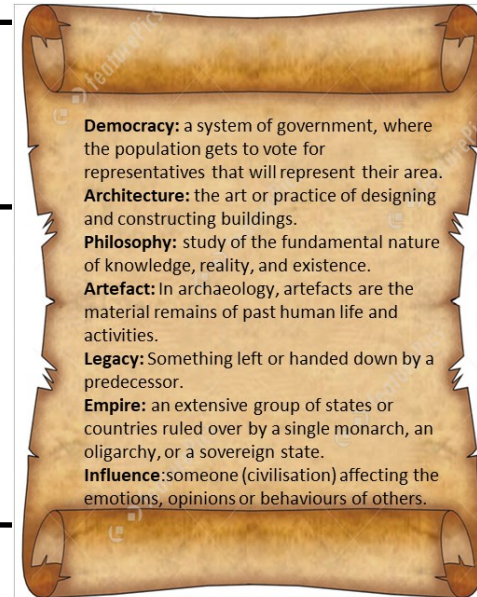 Democracy: a system of government, where
the population gets to vote for
representatives that will represent their area.
Architecture: the art or practice of designing
and constructing buildings.
Philosophy: study of the fundamental nature
of knowledge, reality, and existence.
Artefact: In archaeology, artefacts are the
material remains of past human life and
activities.
Legacy: Something left or handed down by a
predecessor.
Empire: an extensive group of states or
countries ruled over by a single monarch, an
oligarchy, or a sovereign state.
Influence:someone (civilisation) affecting the
emotions, opinions or behaviours of others.